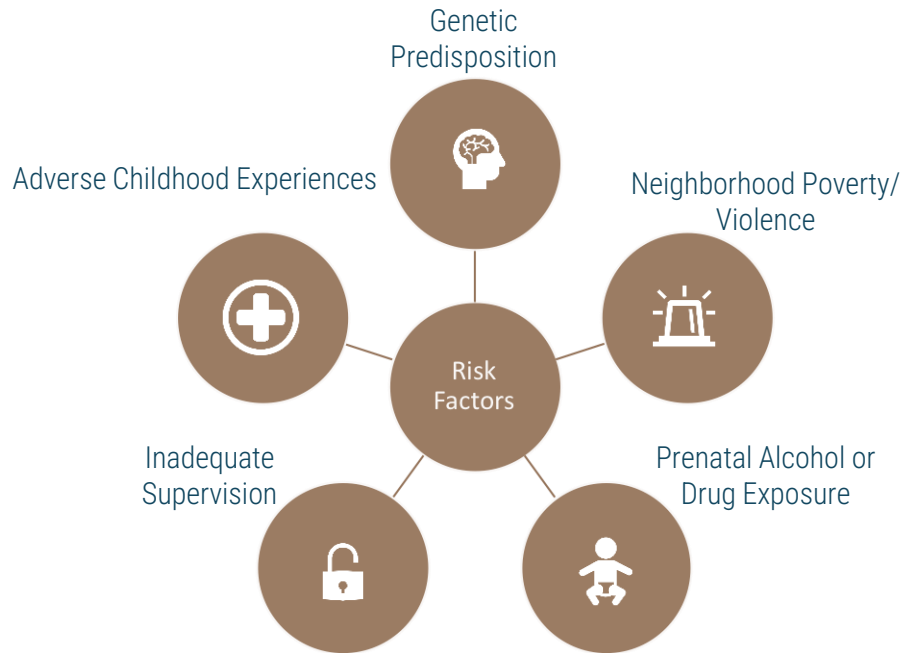 Genetic
Predisposition
Adverse Childhood Experiences
Neighborhood Poverty/
Violence
Risk
Factors
Inadequate
Supervision
Prenatal Alcohol or
Drug Exposure